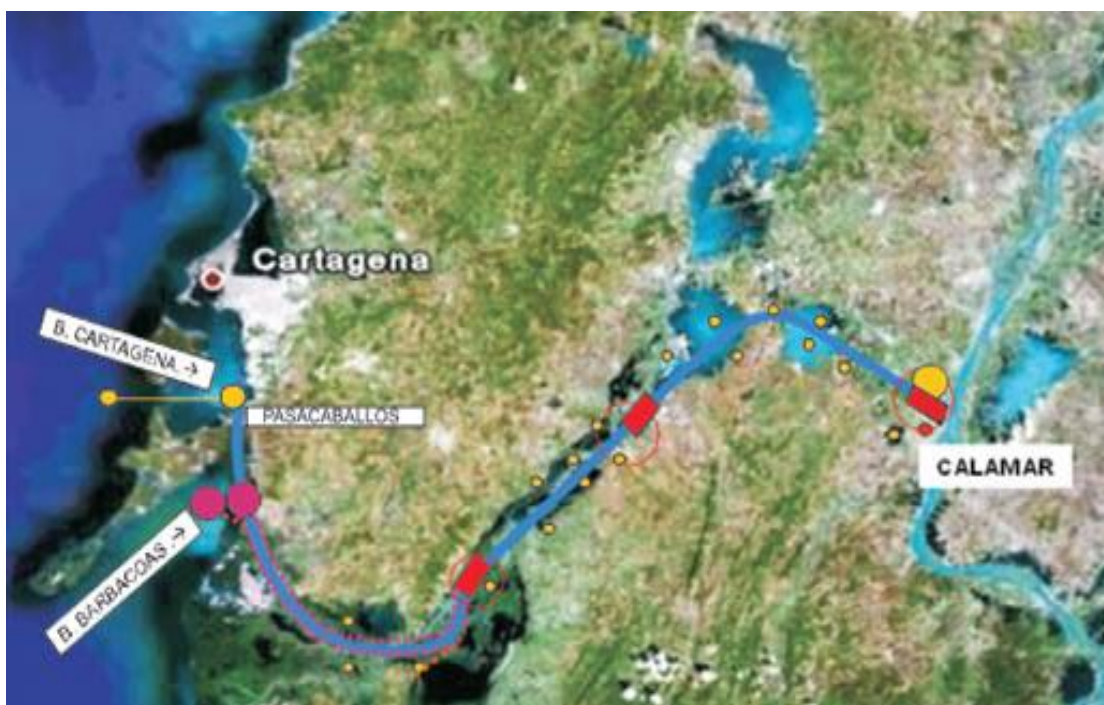 Cartagena
B. CARTAGENA. →
PASACABALLOS
CALAMAR
B. BARBACOAS .→